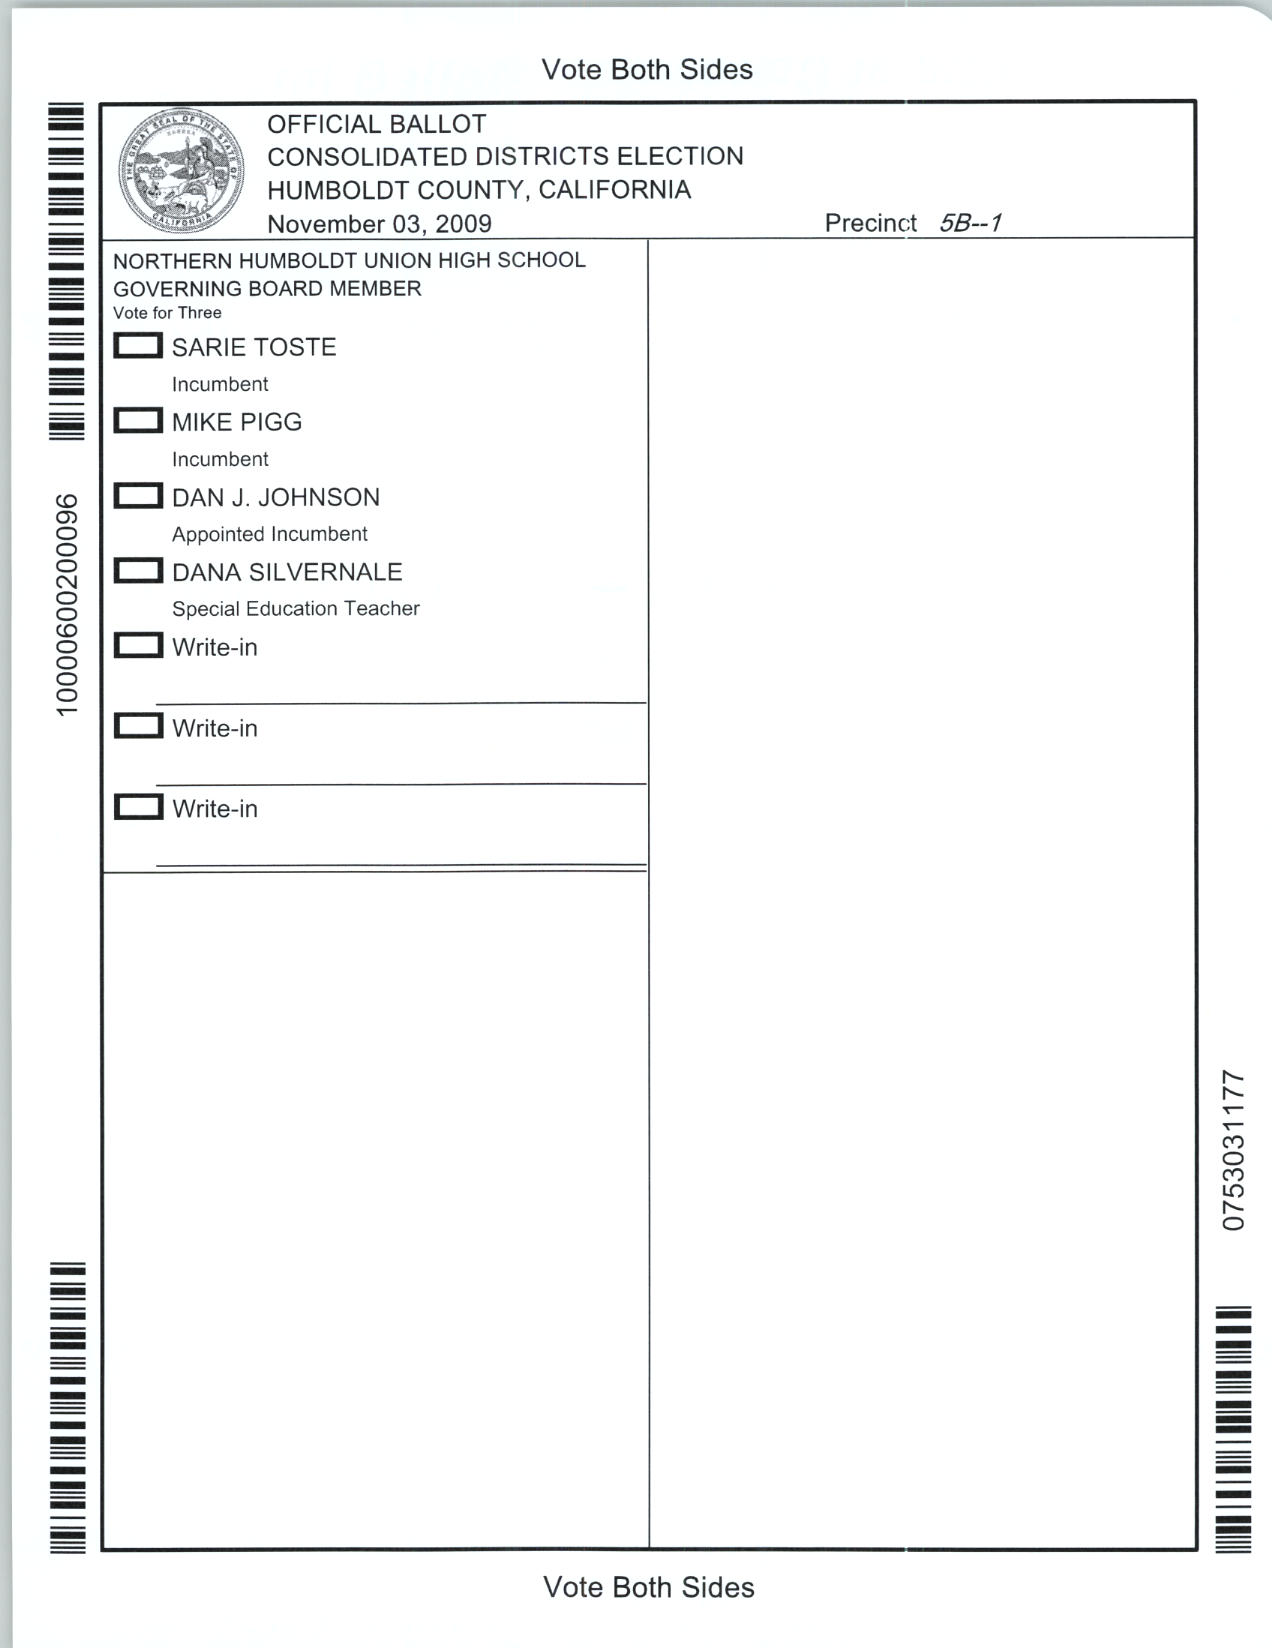 Vote Both Sides
THE GREAT SEAL OF THE STATE OF CALIFORNIA
EUREKA
OFFICIAL BALLOT
CONSOLIDATED DISTRICTS ELECTION
HUMBOLDT COUNTY, CALIFORNIA
November 03, 2009
Precinct 5B--1
NORTHERN HUMBOLDT UNION HIGH SCHOOL
GOVERNING BOARD MEMBER
Vote for Three
SARIE TOSTE
Incumbent
MIKE PIGG
Incumbent
DAN J. JOHNSON
Appointed Incumbent
DANA SILVERNALE
Special Education Teacher
Write-in
Write-in
Write-in
10000600200096
0753031177
Vote Both Sides